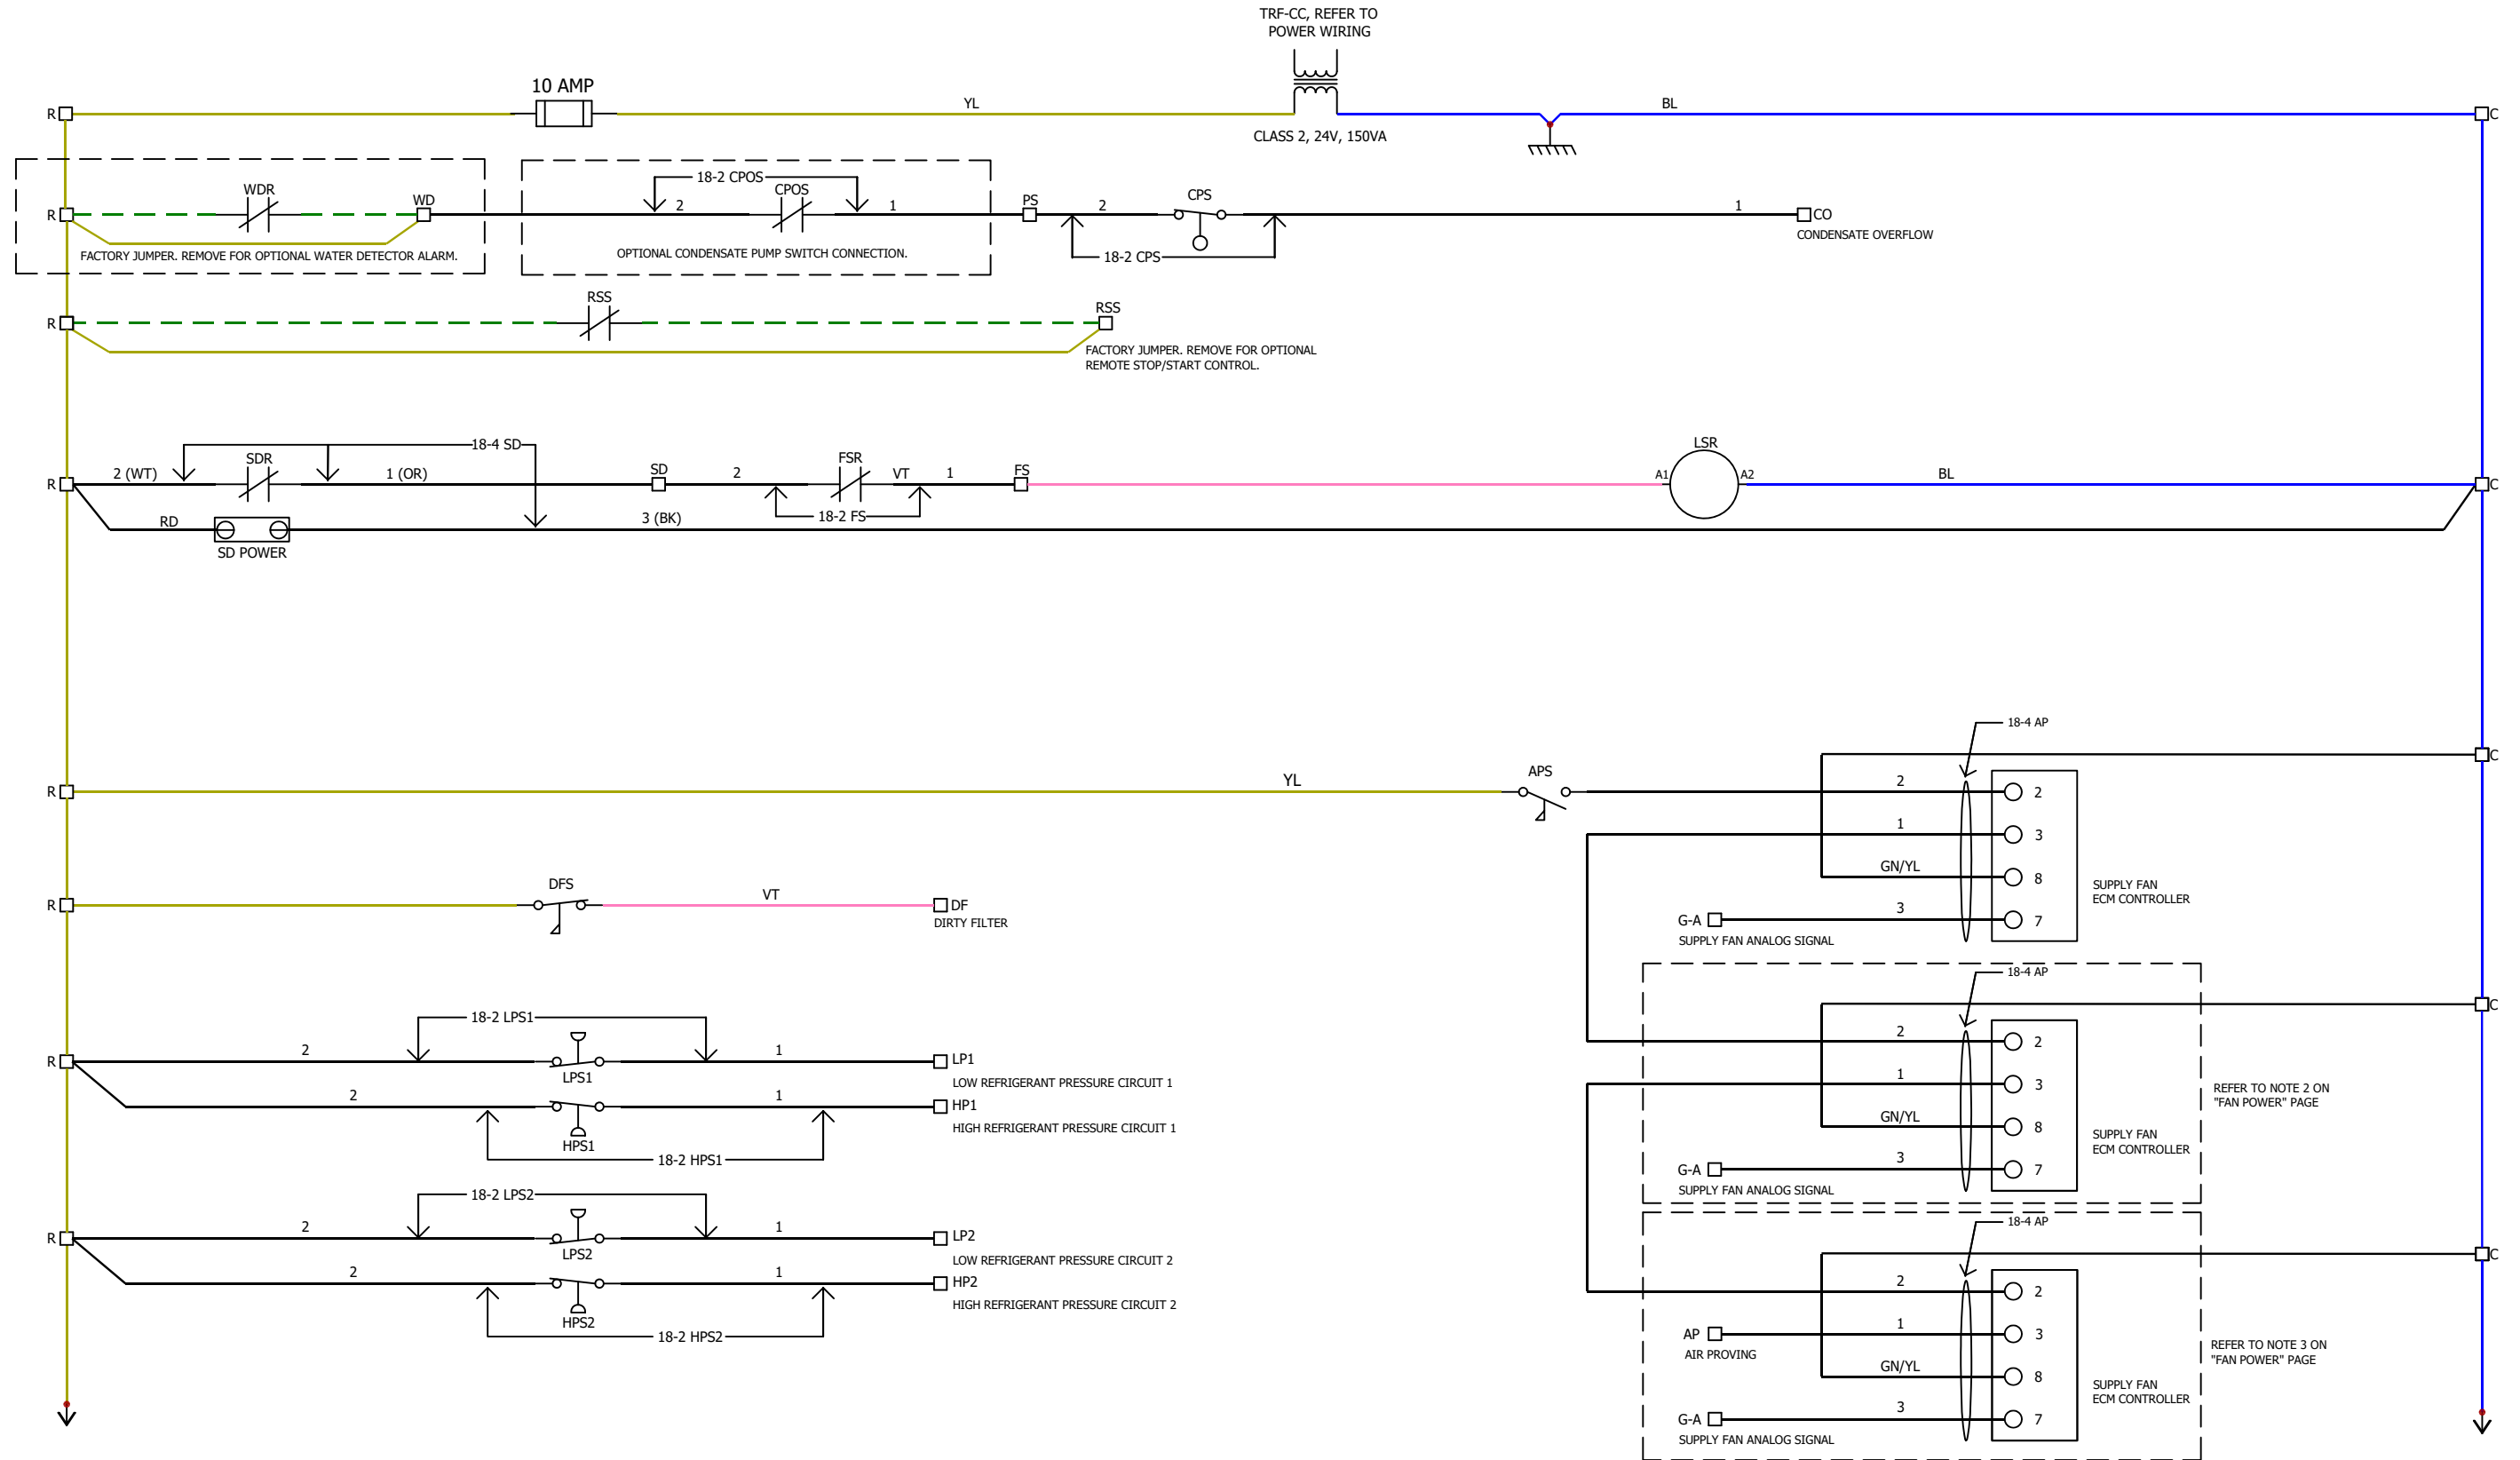 TRF-CC, REFER TO
POWER WIRING
10 AMP
R
YL
BL
C
CLASS 2, 24V, 150VA
WDR
WD
18-2 CPOS
CPOS
2
1
PS
2
CPS
1
CO
R
CONDENSATE OVERFLOW
FACTORY JUMPER. REMOVE FOR OPTIONAL WATER DETECTOR ALARM.
OPTIONAL CONDENSATE PUMP SWITCH CONNECTION.
18-2 CPS
RSS
RSS
R
FACTORY JUMPER. REMOVE FOR OPTIONAL
REMOTE STOP/START CONTROL.
18-4 SD
LSR
SDR
FSR
R
2 (WT)
1 (OR)
SD
2
VT
1
FS
A1
A2
BL
C
18-2 FS
RD
3 (BK)
SD POWER
18-4 AP
C
APS
R
YL
2
2
1
3
GN/YL
8
SUPPLY FAN
ECM CONTROLLER
3
7
G-A
SUPPLY FAN ANALOG SIGNAL
DFS
VT
R
DF
DIRTY FILTER
18-4 AP
C
2
2
1
3
REFER TO NOTE 2 ON
"FAN POWER" PAGE
GN/YL
8
SUPPLY FAN
ECM CONTROLLER
3
7
G-A
SUPPLY FAN ANALOG SIGNAL
18-2 LPS1
R
2
LPS1
1
LP1
LOW REFRIGERANT PRESSURE CIRCUIT 1
2
1
HP1
HIGH REFRIGERANT PRESSURE CIRCUIT 1
HPS1
18-2 HPS1
18-2 LPS2
R
2
LPS2
1
LP2
LOW REFRIGERANT PRESSURE CIRCUIT 2
2
1
HP2
HIGH REFRIGERANT PRESSURE CIRCUIT 2
HPS2
18-2 HPS2
18-4 AP
C
2
2
AP
1
3
AIR PROVING
REFER TO NOTE 3 ON
"FAN POWER" PAGE
GN/YL
8
SUPPLY FAN
ECM CONTROLLER
3
7
G-A
SUPPLY FAN ANALOG SIGNAL